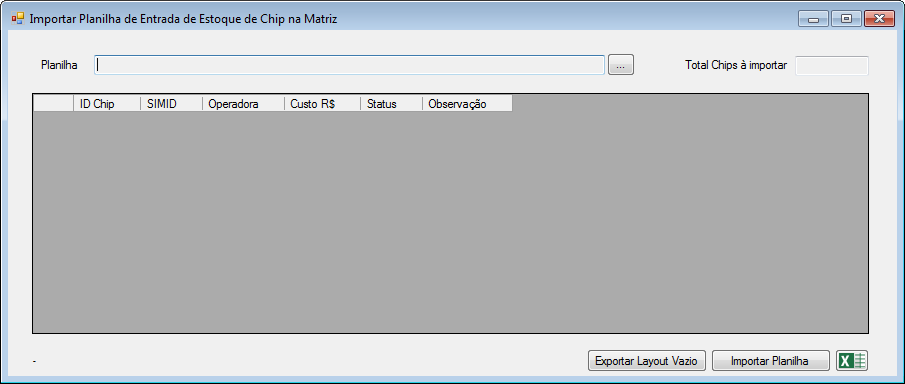 Importar Planilha de Entrada de Estoque de Chip na Matriz
Planilha ... Total Chips à importar
ID Chip SIMID Operadora Custo R$ Status Observação
- Exportar Layout Vazio Importar Planilha X